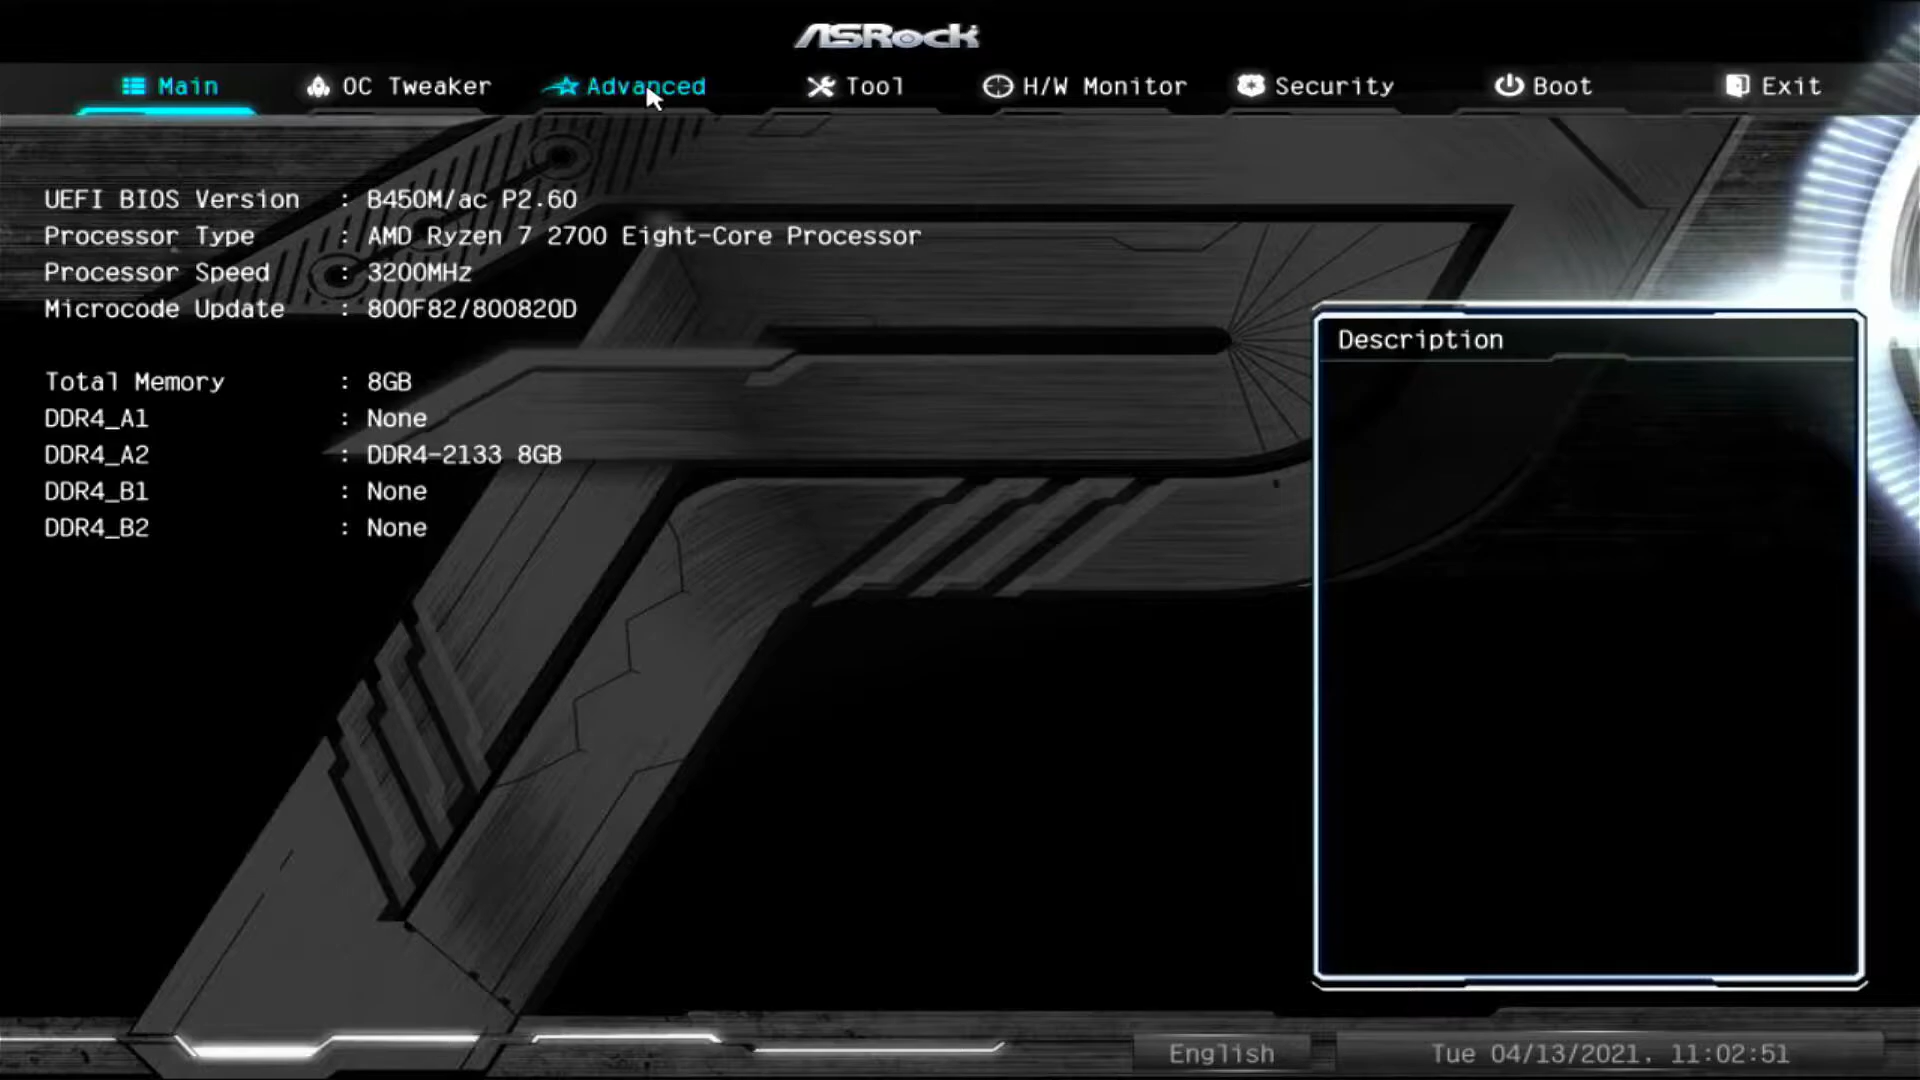 ASRock
Main OC Tweaker Advanced Tool H/W Monitor Security Boot Exit
UEFI BIOS Version : B450M/ac P2.60
Processor Type : AMD Ryzen 7 2700 Eight-Core Processor
Processor Speed : 3200MHz
Microcode Update : 800F82/800820D
Total Memory : 8GB
DDR4_A1 : None
DDR4_A2 : DDR4-2133 8GB
DDR4_B1 : None
DDR4_B2 : None
Description
English
Tue 04/13/2021. 11:02:51